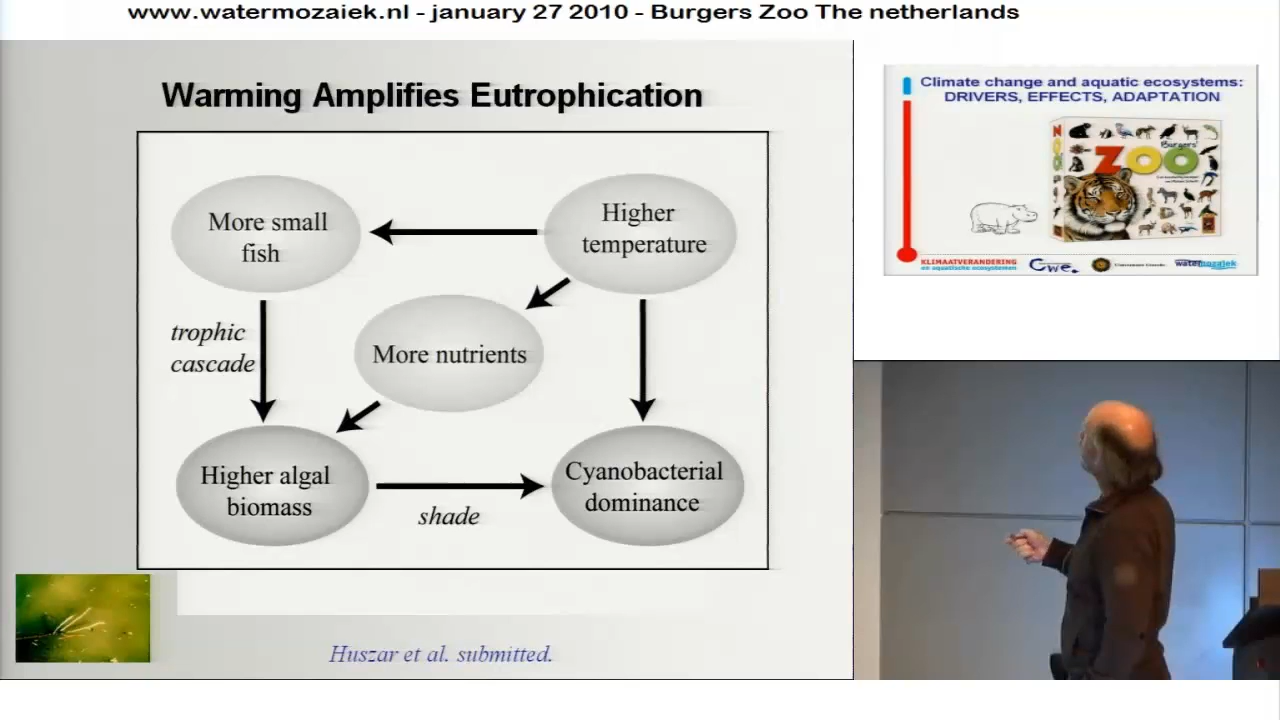 www.watermozaiek.nl - january 27 2010 - Burgers Zoo The netherlands
Warming Amplifies Eutrophication
More small
fish
Higher
temperature
trophic
cascade
More nutrients
Higher algal
biomass
shade
Cyanobacterial
dominance
Huszar et al. submitted.
Climate change and aquatic ecosystems:
DRIVERS, EFFECTS, ADAPTATION
Burgers'
ZOO
ZOO
KLIMAATVERANDERING
en aquatische ecosystemen
Cwe.
watermozaiek